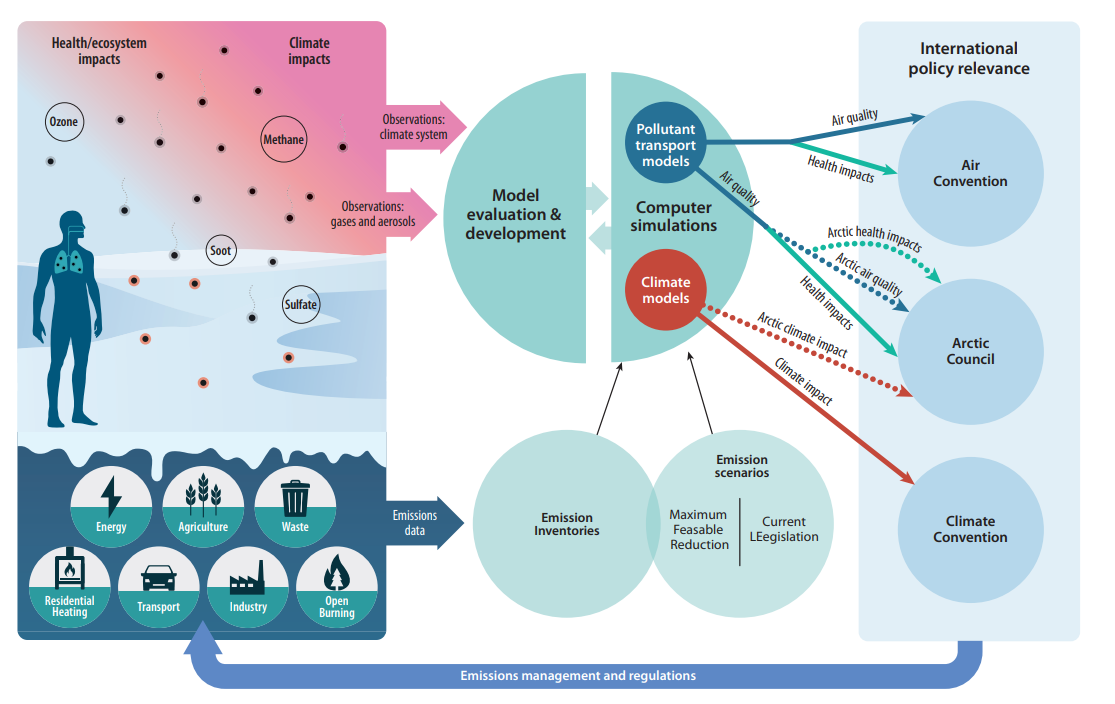 Health/ecosystem
impacts
Climate
impacts
Ozone
Methane
Soot
Sulfate
Energy
Agriculture
Waste
Residential
Heating
Transport
Industry
Open
Burning
Observations:
climate system
Observations:
gases and aerosols
Emissions
data
Model
evaluation &
development
Pollutant
transport
models
Computer
simulations
Climate
models
Emission
Inventories
Emission
scenarios
Maximum
Feasable
Reduction
Current
LEegislation
Air quality
Health impacts
Air quality
Arctic health impacts
Arctic air quality
Health impacts
Arctic climate impact
Climate impact
International
policy relevance
Air
Convention
Arctic
Council
Climate
Convention
Emissions management and regulations